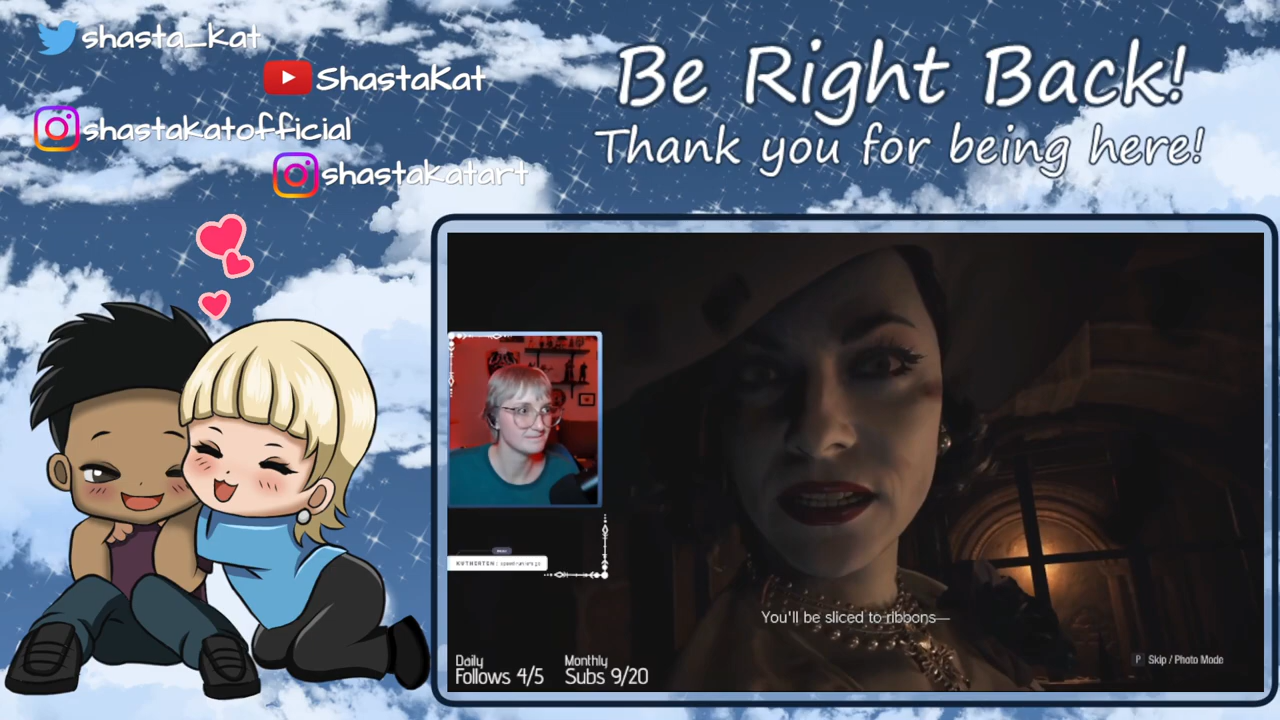 shasta_kat
ShastaKat
shastakatofficial
shastakatart
Be Right Back!
Thank you for being here!
You'll be sliced to ribbons—
P Skip / Photo Mode
Daily
Follows 4/5
Monthly
Subs 9/20